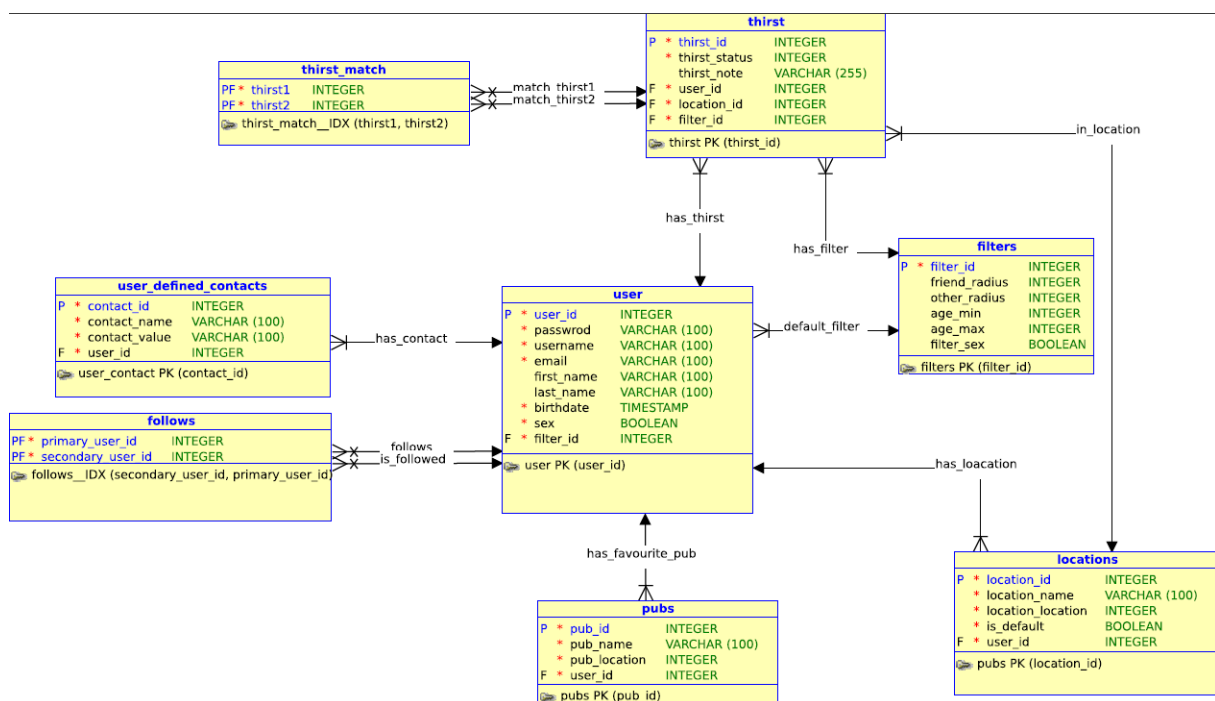 thirst
P * thirst_id INTEGER
* thirst_status INTEGER
thirst_note VARCHAR (255)
F * user_id INTEGER
F * location_id INTEGER
F * filter_id INTEGER
thirst PK (thirst_id)
thirst_match
PF * thirst1 INTEGER
PF * thirst2 INTEGER
thirst_match__IDX (thirst1, thirst2)
match_thirst1
match_thirst2
in_location
has_thirst
has_filter
filters
P * filter_id INTEGER
friend_radius INTEGER
other_radius INTEGER
age_min INTEGER
age_max INTEGER
filter_sex BOOLEAN
filters PK (filter_id)
user_defined_contacts
P * contact_id INTEGER
* contact_name VARCHAR (100)
* contact_value VARCHAR (100)
F * user_id INTEGER
user_contact PK (contact_id)
has_contact
user
P * user_id INTEGER
* passwrod VARCHAR (100)
* username VARCHAR (100)
* email VARCHAR (100)
first_name VARCHAR (100)
last_name VARCHAR (100)
* birthdate TIMESTAMP
* sex BOOLEAN
F * filter_id INTEGER
user PK (user_id)
default_filter
follows
PF * primary_user_id INTEGER
PF * secondary_user_id INTEGER
follows__IDX (secondary_user_id, primary_user_id)
follows
is_followed
has_loacation
has_favourite_pub
pubs
P * pub_id INTEGER
* pub_name VARCHAR (100)
* pub_location INTEGER
F * user_id INTEGER
pubs PK (pub_id)
locations
P * location_id INTEGER
* location_name VARCHAR (100)
* location_location INTEGER
* is_default BOOLEAN
F * user_id INTEGER
pubs PK (location_id)